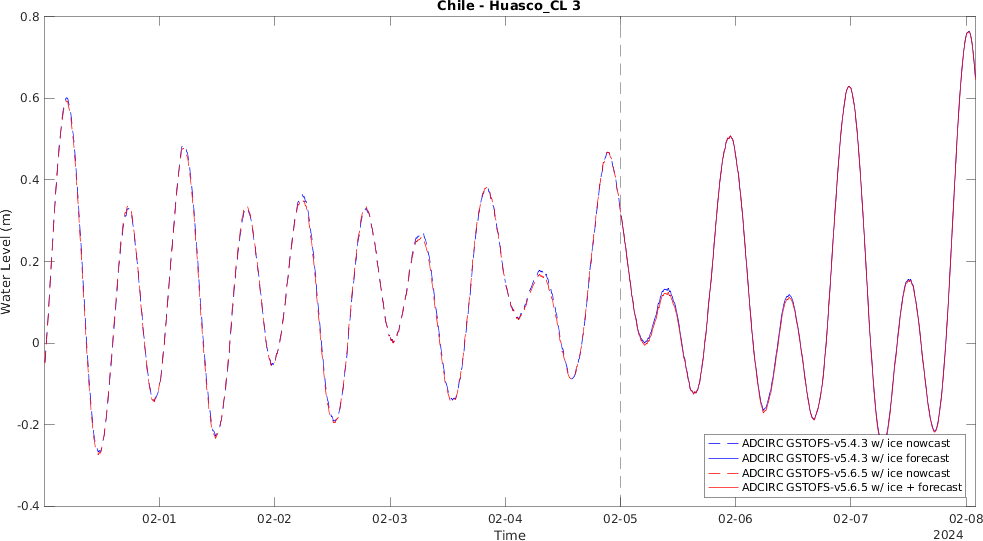 Chile - Huasco_CL 3
0.8
0.6
0.4
0.2
0
-0.2
-0.4
Water Level (m)
02-01
02-02
02-03
02-04
02-05
02-06
02-07
02-08
Time
2024
ADCIRC GSTOFS-v5.4.3 w/ ice nowcast
ADCIRC GSTOFS-v5.4.3 w/ ice forecast
ADCIRC GSTOFS-v5.6.5 w/ ice nowcast
ADCIRC GSTOFS-v5.6.5 w/ ice + forecast